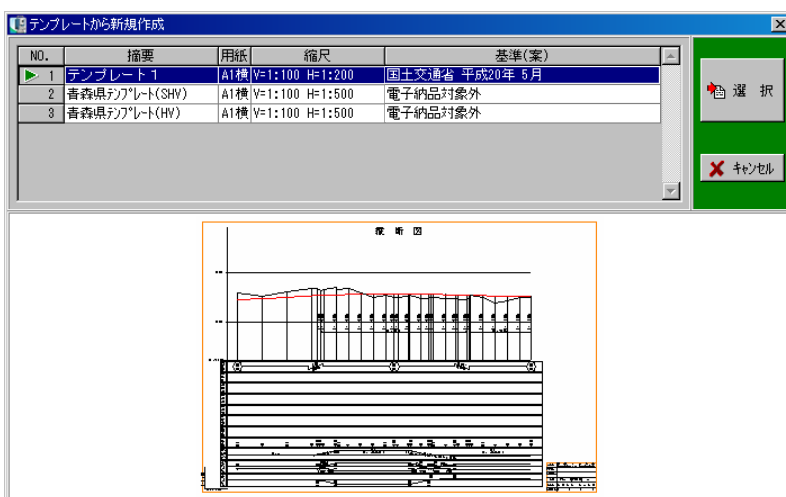 テンプレートから新規作成
NO. 摘要 用紙 縮尺 基準(案)
1 テンプレート1 A1横 V=1:100 H=1:200 国土交通省 平成20年 5月
2 青森県ﾃﾝﾌﾟﾚｰﾄ(SHV) A1横 V=1:100 H=1:500 電子納品対象外
3 青森県ﾃﾝﾌﾟﾚｰﾄ(HV) A1横 V=1:100 H=1:500 電子納品対象外
選 択
ｷｬﾝｾﾙ
縦 断 図